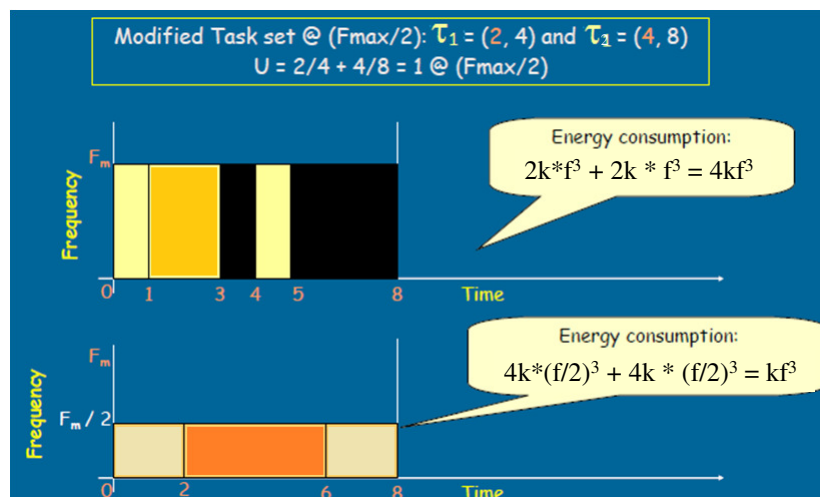 Modified Task set @ (Fmax/2): τ1 = (2, 4) and τ2 = (4, 8)
U = 2/4 + 4/8 = 1 @ (Fmax/2)
Energy consumption:
2k*f³ + 2k * f³ = 4kf³
Fm
Frequency
0 1 3 4 5 8 Time
Energy consumption:
4k*(f/2)³ + 4k * (f/2)³ = kf³
Fm
Frequency
Fm / 2
0 2 6 8 Time